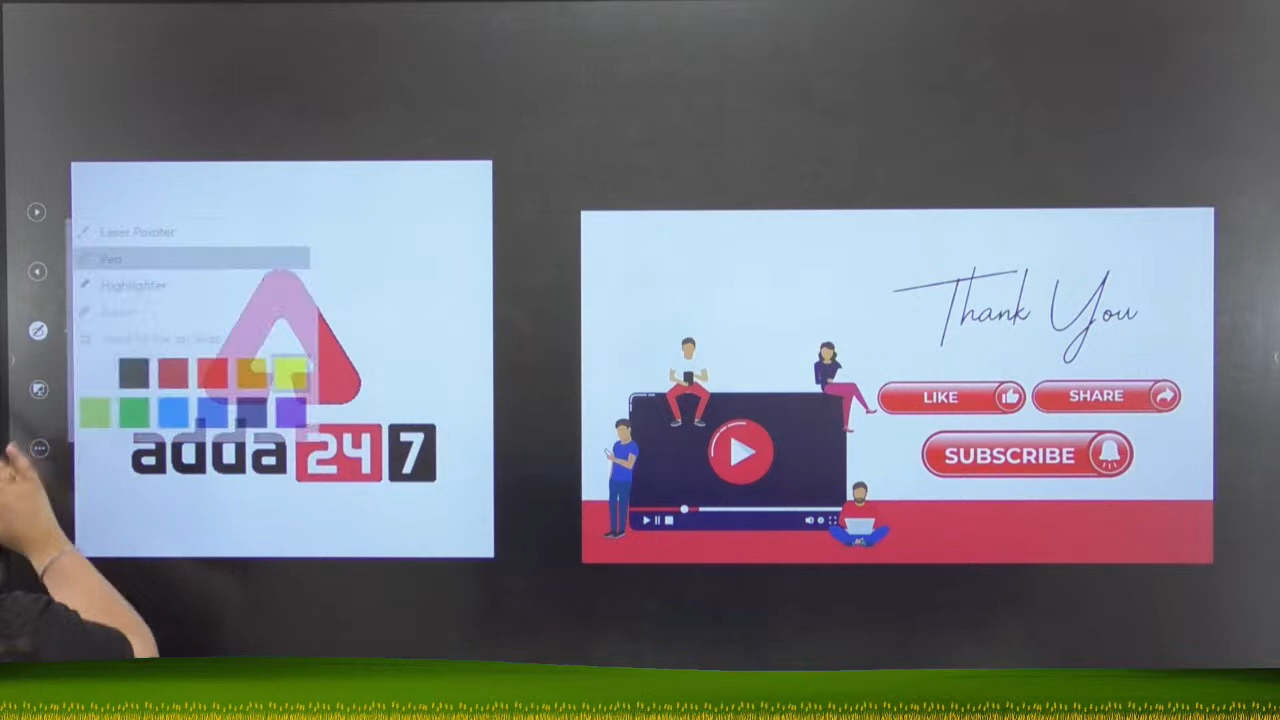 Laser Pointer
Pen
Highlighter
adda 24 7
Thank You
LIKE
SHARE
SUBSCRIBE